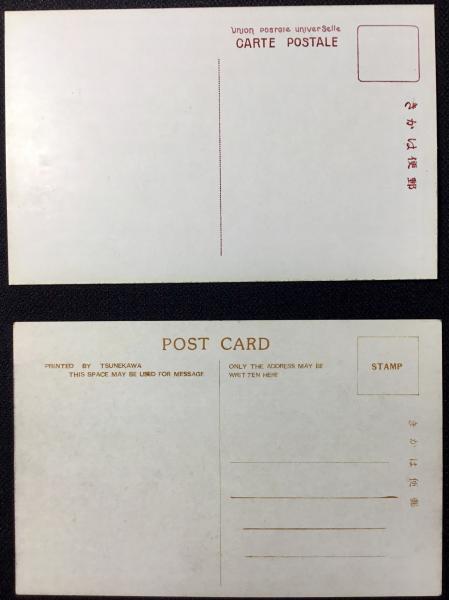 Union postale universelle
CARTE POSTALE
きかは便郵
POST CARD
PRINTED BY TSUNEKAWA
THIS SPACE MAY BE USED FOR MESSAGE
ONLY THE ADDRESS MAY BE
WRITTEN HERE
STAMP
きかは便郵